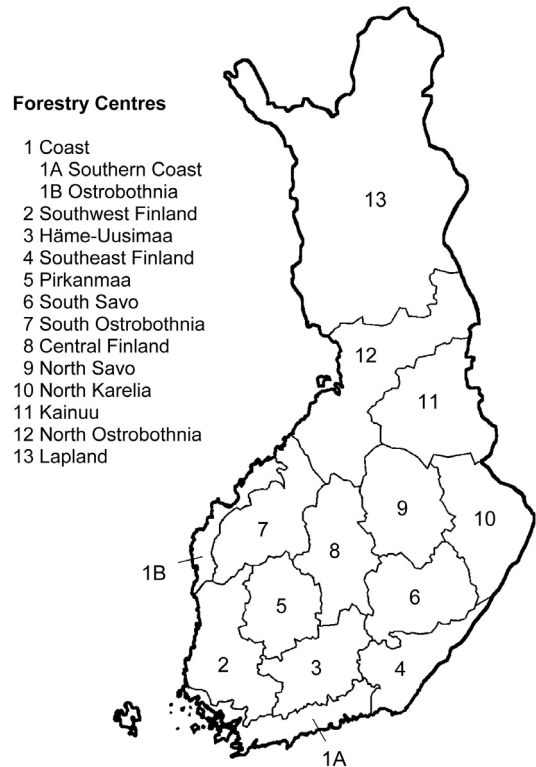 Forestry Centres
1 Coast
1A Southern Coast
1B Ostrobothnia
2 Southwest Finland
3 Häme-Uusimaa
4 Southeast Finland
5 Pirkanmaa
6 South Savo
7 South Ostrobothnia
8 Central Finland
9 North Savo
10 North Karelia
11 Kainuu
12 North Ostrobothnia
13 Lapland
13
12
11
9
10
7
8
1B
6
5
2
3
4
1A